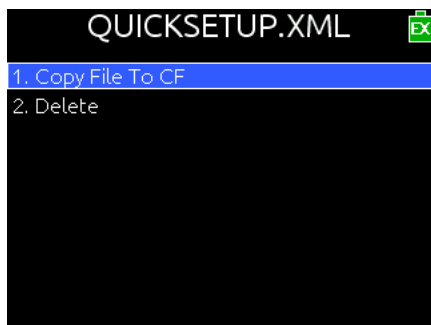 QUICKSETUP.XML
EX
1. Copy File To CF
2. Delete